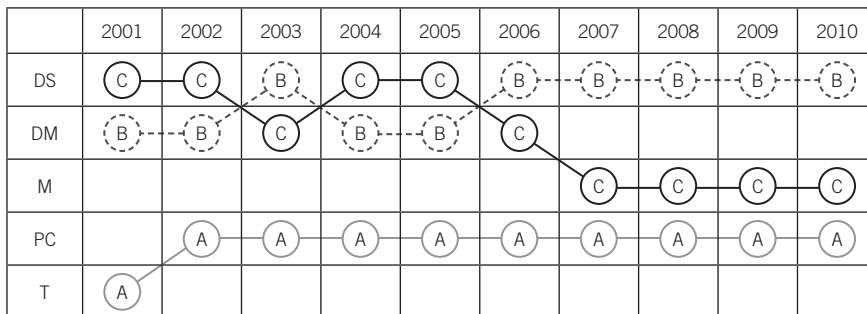 2001 2002 2003 2004 2005 2006 2007 2008 2009 2010
DS C C B C C B B B B B
DM B B C B B C
M C C C C
PC A A A A A A A A A
T A